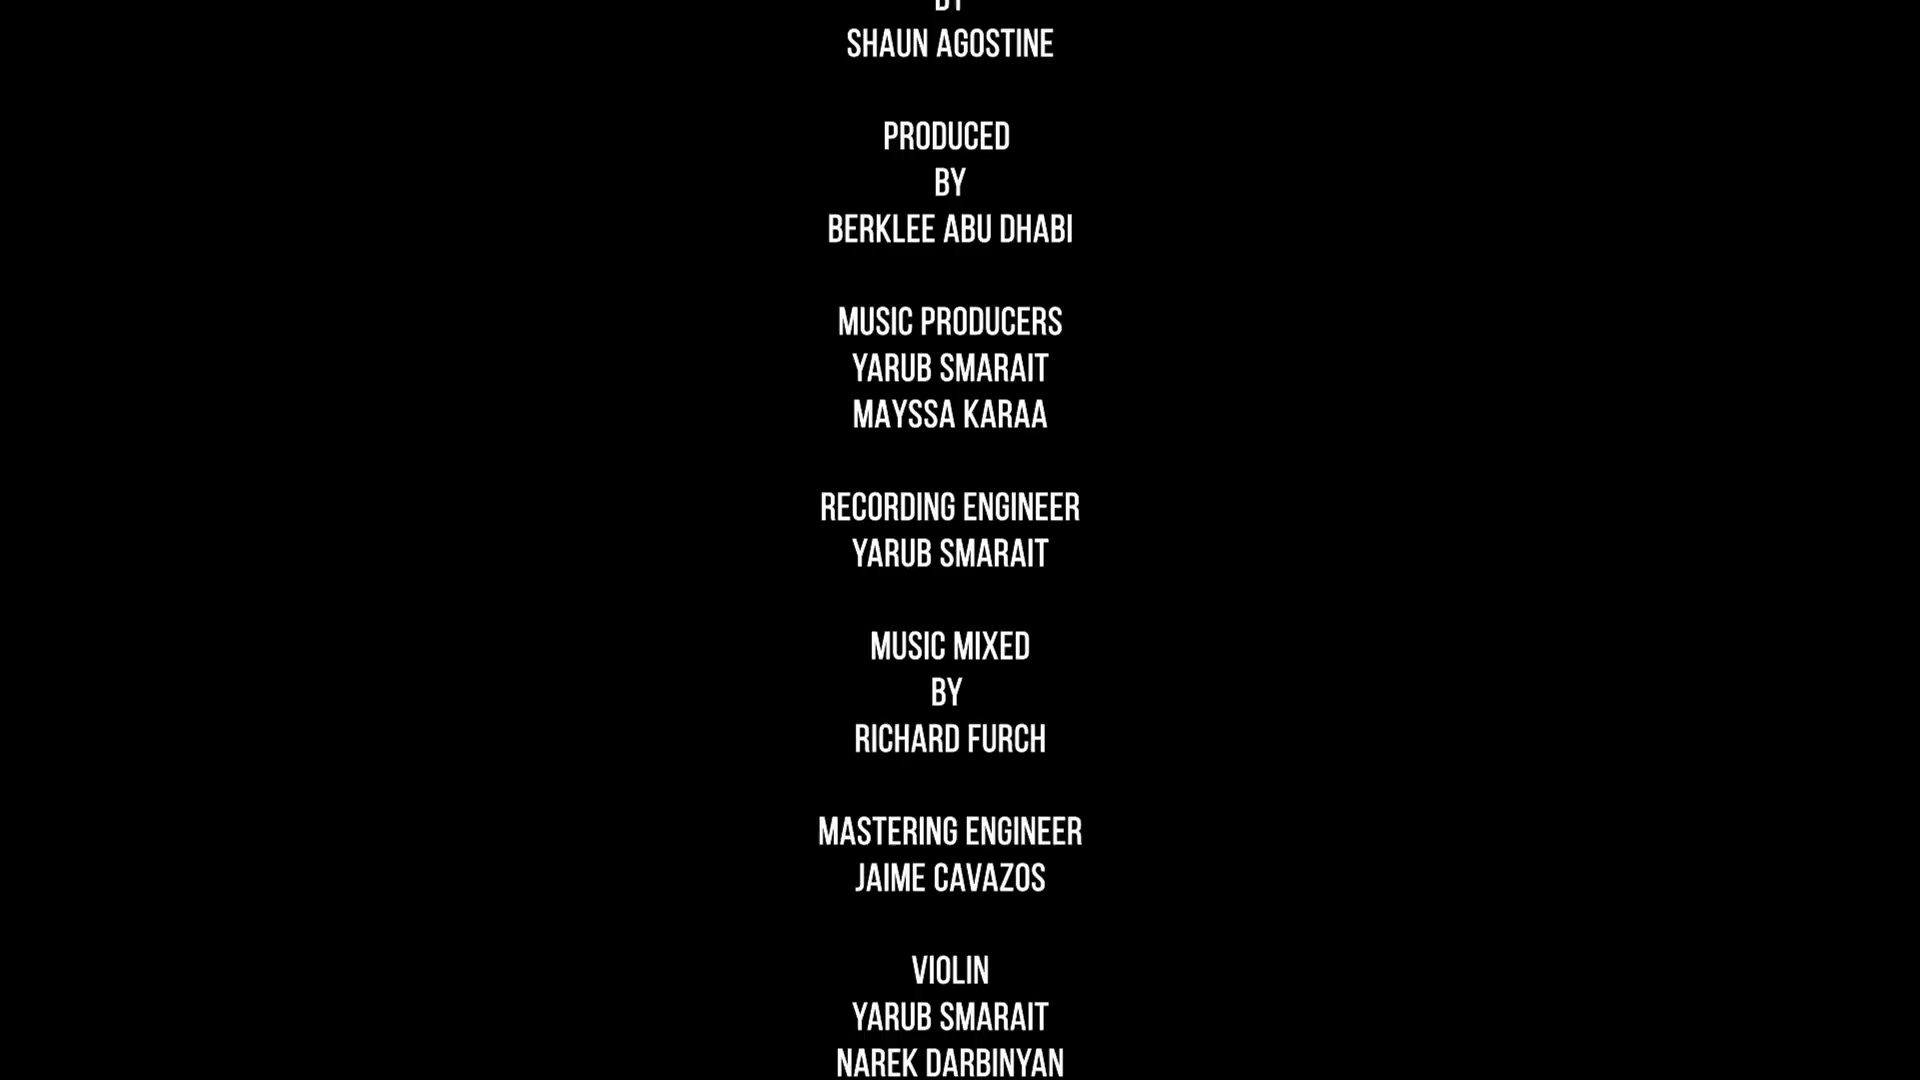 BY
SHAUN AGOSTINE
PRODUCED
BY
BERKLEE ABU DHABI
MUSIC PRODUCERS
YARUB SMARAIT
MAYSSA KARAA
RECORDING ENGINEER
YARUB SMARAIT
MUSIC MIXED
BY
RICHARD FURCH
MASTERING ENGINEER
JAIME CAVAZOS
VIOLIN
YARUB SMARAIT
NAREK DARBINYAN